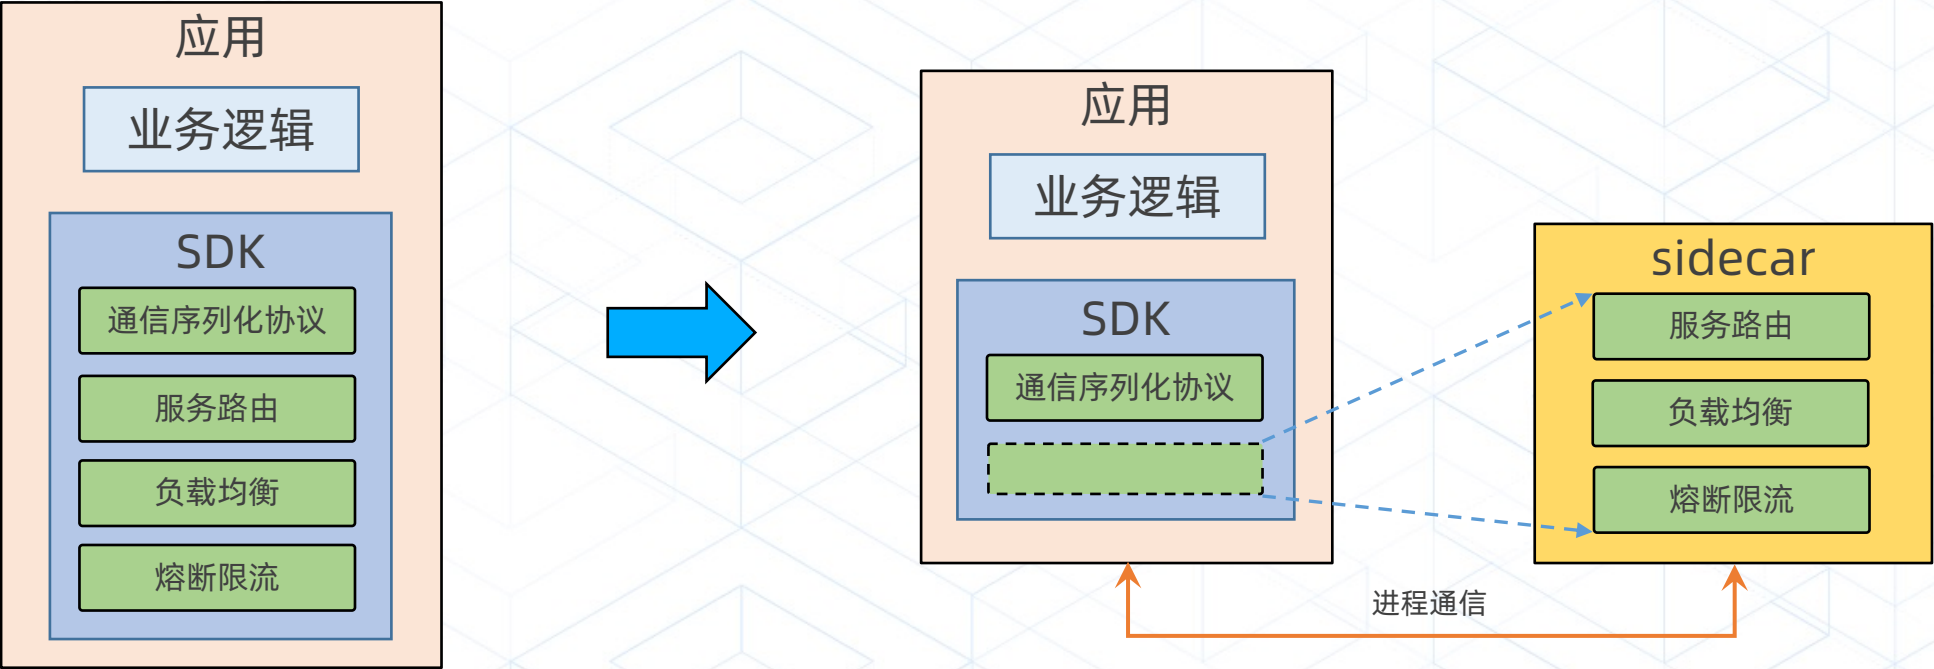 应用
业务逻辑
SDK
通信序列化协议
服务路由
负载均衡
熔断限流
应用
业务逻辑
SDK
通信序列化协议
sidecar
服务路由
负载均衡
熔断限流
进程通信